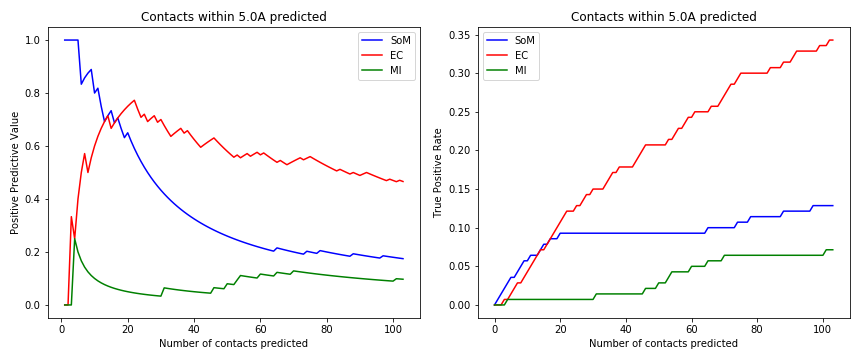 Contacts within 5.0A predicted
1.0
0.8
0.6
0.4
0.2
0.0
Positive Predictive Value
SoM
EC
MI
0
20
40
60
80
100
Number of contacts predicted
Contacts within 5.0A predicted
0.35
0.30
0.25
0.20
0.15
0.10
0.05
0.00
True Positive Rate
SoM
EC
MI
0
20
40
60
80
100
Number of contacts predicted